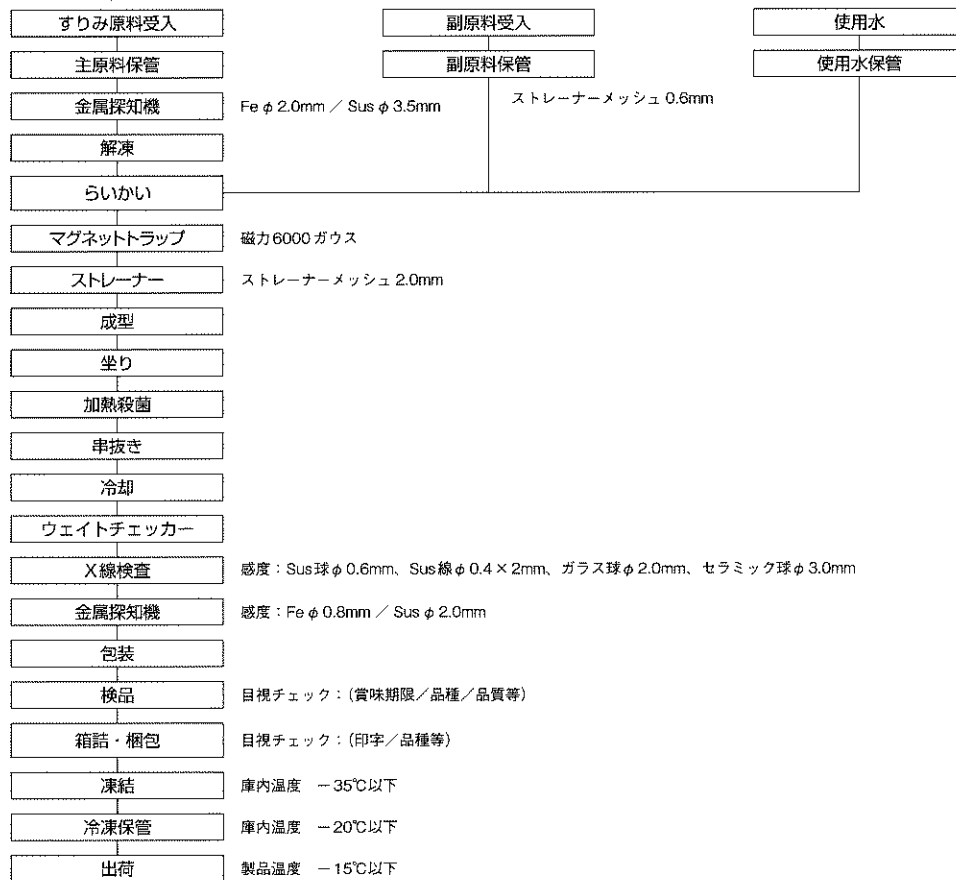 すりみ原料受入 副原料受入 使用水
主原料保管 副原料保管 使用水保管
金属探知機 Fe φ 2.0mm ／ Sus φ 3.5mm ストレーナーメッシュ 0.6mm
解凍
らいかい
マグネットトラップ 磁力6000ガウス
ストレーナー ストレーナーメッシュ 2.0mm
成型
坐り
加熱殺菌
串抜き
冷却
ウェイトチェッカー
X線検査 感度：Sus球φ 0.6mm、Sus線φ 0.4×2mm、ガラス球φ 2.0mm、セラミック球φ 3.0mm
金属探知機 感度：Fe φ 0.8mm ／ Sus φ 2.0mm
包装
検品 目視チェック：（賞味期限／品種／品質等）
箱詰・梱包 目視チェック：（印字／品種等）
凍結 庫内温度 －35℃以下
冷凍保管 庫内温度 －20℃以下
出荷 製品温度 －15℃以下